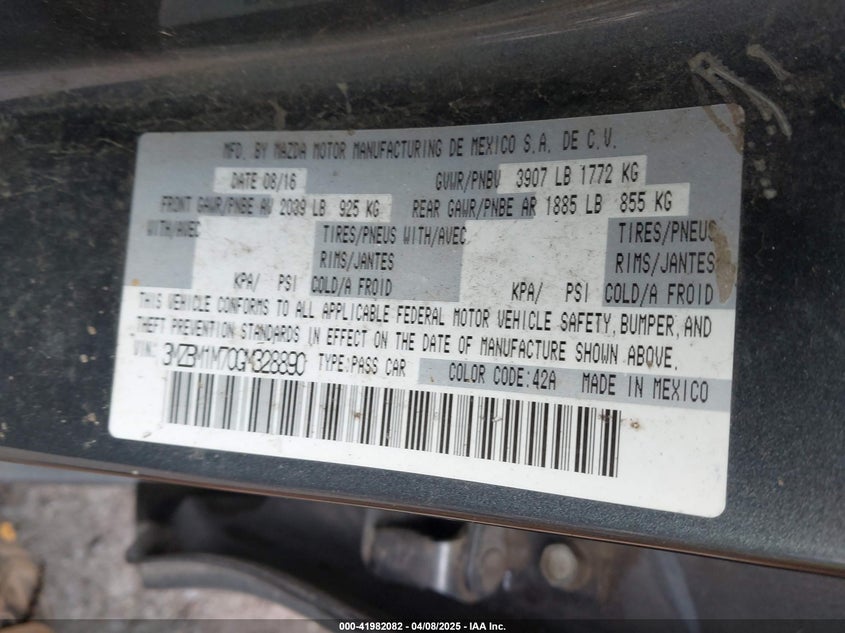 MFD. BY MAZDA MOTOR MANUFACTURING DE MEXICO S.A. DE C.V.
DATE 08/16 GVWR/PNBV 3907 LB 1772 KG
FRONT GAWR/PNBE AV 2039 LB 925 KG REAR GAWR/PNBE AR 1885 LB 855 KG
WITH/AVEC TIRES/PNEUS WITH/AVEC TIRES/PNEUS
RIMS/JANTES RIMS/JANTES
KPA/ PSI COLD/A FROID KPA/ PSI COLD/A FROID
THIS VEHICLE CONFORMS TO ALL APPLICABLE FEDERAL MOTOR VEHICLE SAFETY, BUMPER, AND
THEFT PREVENTION STANDARDS IN EFFECT ON THE DATE OF MANUFACTURE SHOWN ABOVE.
VIN: TYPE:PASS CAR COLOR CODE:42A MADE IN MEXICO
000-41982082 - 04/08/2025 - IAA Inc.